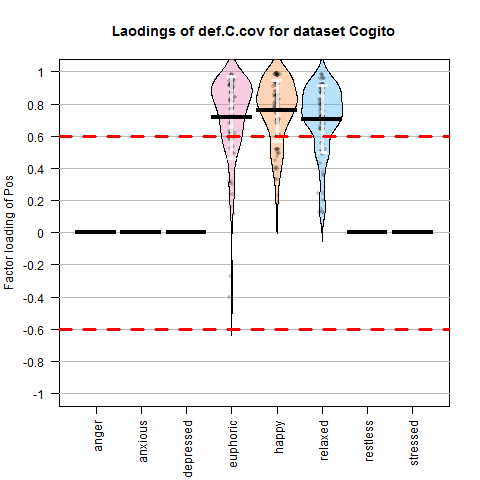 Laodings of def.C.cov for dataset Cogito
Factor loading of Pos
1
0.8
0.6
0.4
0.2
0
-0.2
-0.4
-0.6
-0.8
-1
anger
anxious
depressed
euphoric
happy
relaxed
restless
stressed